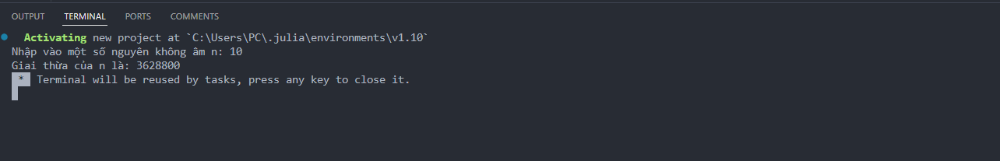 OUTPUT TERMINAL PORTS COMMENTS
Activating new project at `C:\Users\PC\.julia\environments\v1.10`
Nhập vào một số nguyên không âm n: 10
Giai thừa của n là: 3628800
* Terminal will be reused by tasks, press any key to close it.